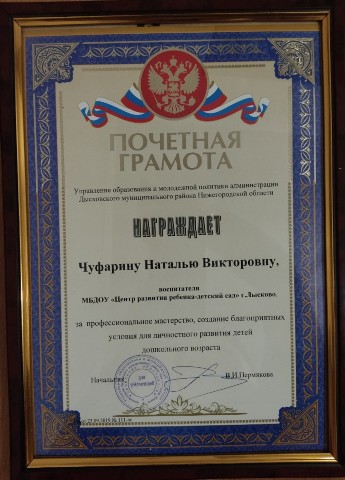 ПОЧЕТНАЯ
ГРАМОТА
Управление образования и молодежной политики администрации
Лысковского муниципального района Нижегородской области
НАГРАЖДАЕТ
Чуфарину Наталью Викторовну,
воспитателя
МБДОУ «Центр развития ребенка-детский сад» г.Лысково,
за профессиональное мастерство, создание благоприятных
условия для личностного развития детей
дошкольного возраста
Начальник В.И.Пермякова